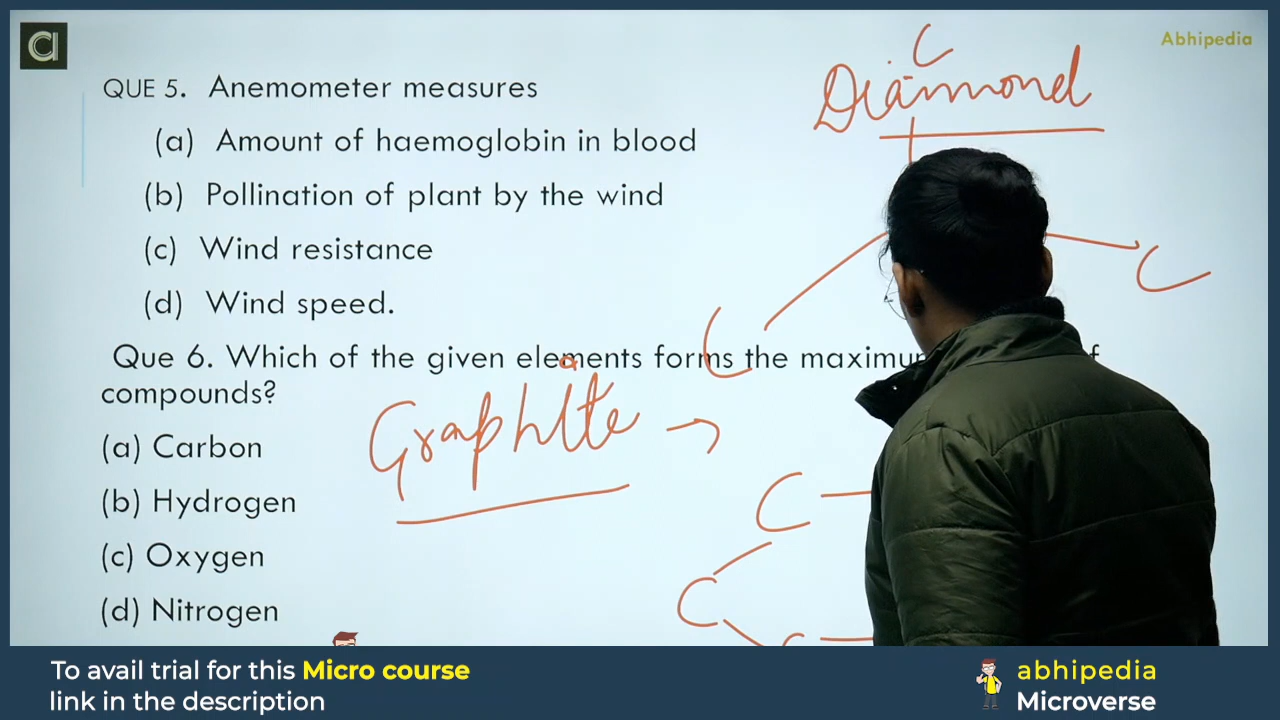 Abhipedia
QUE 5. Anemometer measures
(a) Amount of haemoglobin in blood
(b) Pollination of plant by the wind
(c) Wind resistance
(d) Wind speed.
Que 6. Which of the given elements forms the
compounds?
(a) Carbon
(b) Hydrogen
(c) Oxygen
(d) Nitrogen
C
Diamond
C
C
Graphite
C
C
C
To avail trial for this Micro course
link in the description
abhipedia
Microverse